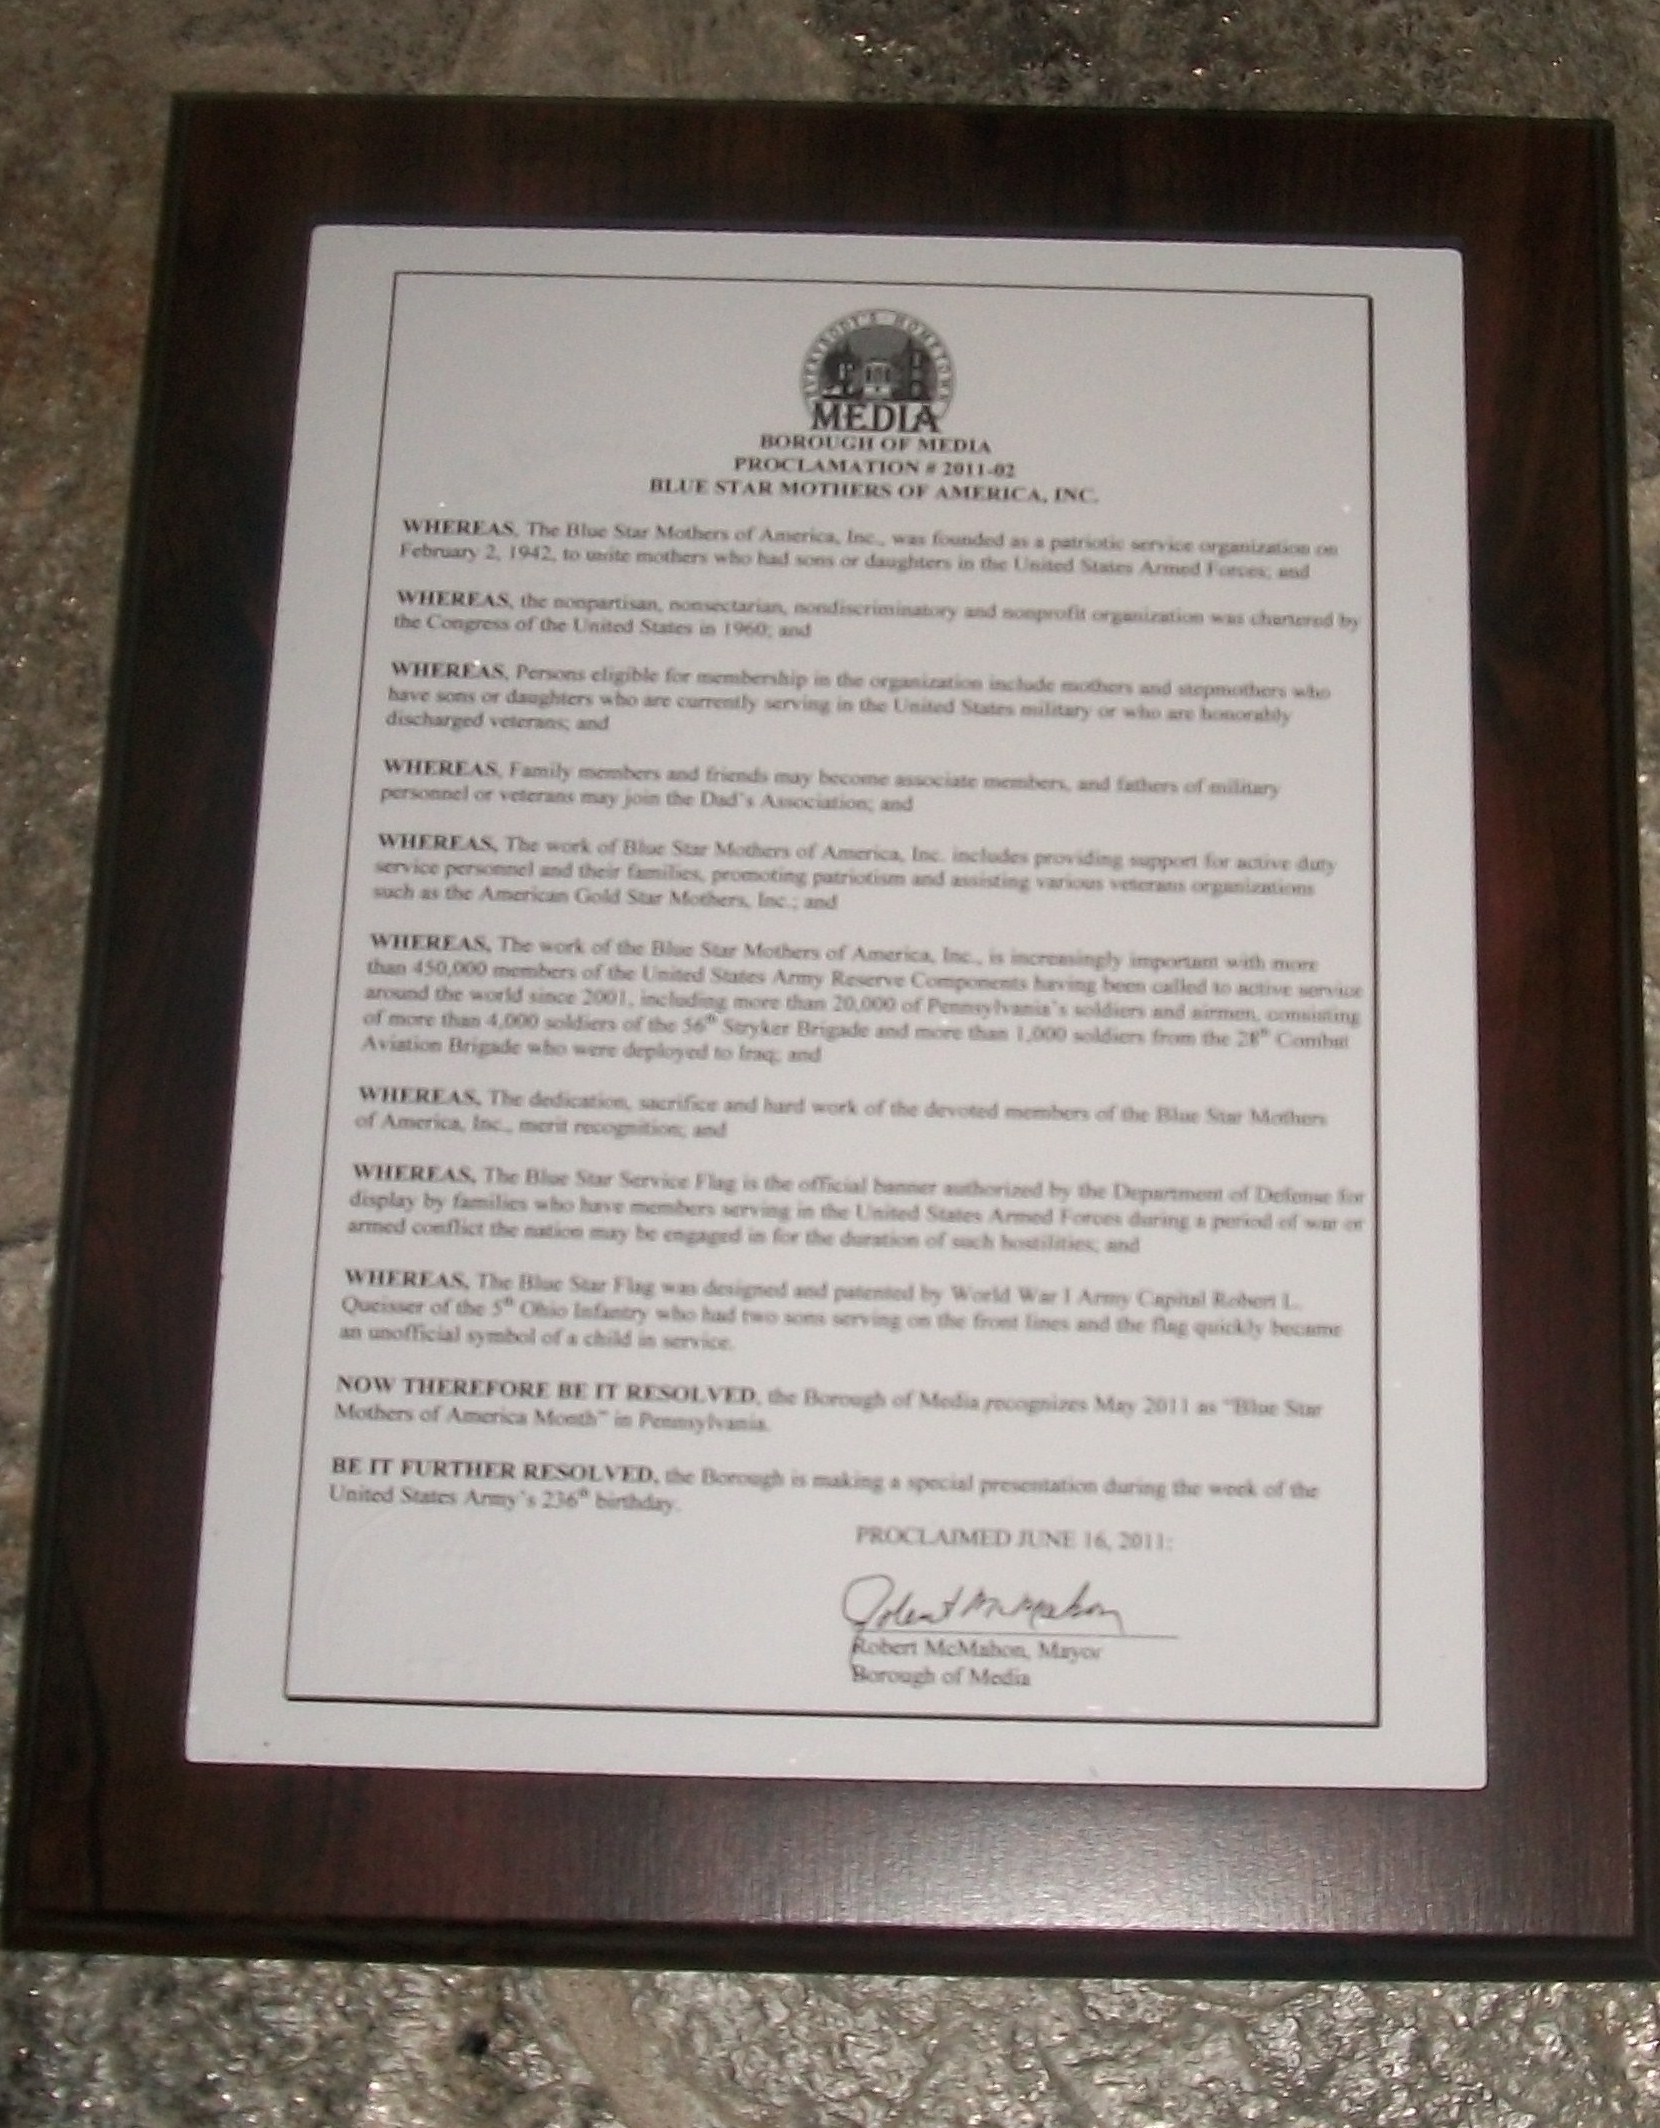 EVERYBODY'S HOMETOWN
MEDIA
BOROUGH OF MEDIA
PROCLAMATION # 2011-02
BLUE STAR MOTHERS OF AMERICA, INC.
WHEREAS, The Blue Star Mothers of America, Inc., was founded as a patriotic service organization on
February 2, 1942, to unite mothers who had sons or daughters in the United States Armed Forces; and
WHEREAS, the nonpartisan, nonsectarian, nondiscriminatory and nonprofit organization was chartered by
the Congress of the United States in 1960; and
WHEREAS, Persons eligible for membership in the organization include mothers and stepmothers who
have sons or daughters who are currently serving in the United States military or who are honorably
discharged veterans; and
WHEREAS, Family members and friends may become associate members, and fathers of military
personnel or veterans may join the Dad's Association; and
WHEREAS, The work of Blue Star Mothers of America, Inc. includes providing support for active duty
service personnel and their families, promoting patriotism and assisting various veterans organizations
such as the American Gold Star Mothers, Inc.; and
WHEREAS, The work of the Blue Star Mothers of America, Inc., is increasingly important with more
than 450,000 members of the United States Army Reserve Components having been called to active service
around the world since 2001, including more than 20,000 of Pennsylvania's soldiers and airmen, consisting
of more than 4,000 soldiers of the 56th Stryker Brigade and more than 1,000 soldiers from the 28th Combat
Aviation Brigade who were deployed to Iraq; and
WHEREAS, The dedication, sacrifice and hard work of the devoted members of the Blue Star Mothers
of America, Inc., merit recognition; and
WHEREAS, The Blue Star Service Flag is the official banner authorized by the Department of Defense for
display by families who have members serving in the United States Armed Forces during a period of war or
armed conflict the nation may be engaged in for the duration of such hostilities; and
WHEREAS, The Blue Star Flag was designed and patented by World War I Army Capital Robert L.
Queisser of the 5th Ohio Infantry who had two sons serving on the front lines and the flag quickly became
an unofficial symbol of a child in service.
NOW THEREFORE BE IT RESOLVED, the Borough of Media recognizes May 2011 as "Blue Star
Mothers of America Month" in Pennsylvania.
BE IT FURTHER RESOLVED, the Borough is making a special presentation during the week of the
United States Army's 236th birthday.
PROCLAIMED JUNE 16, 2011:
Robert McMahon
Robert McMahon, Mayor
Borough of Media